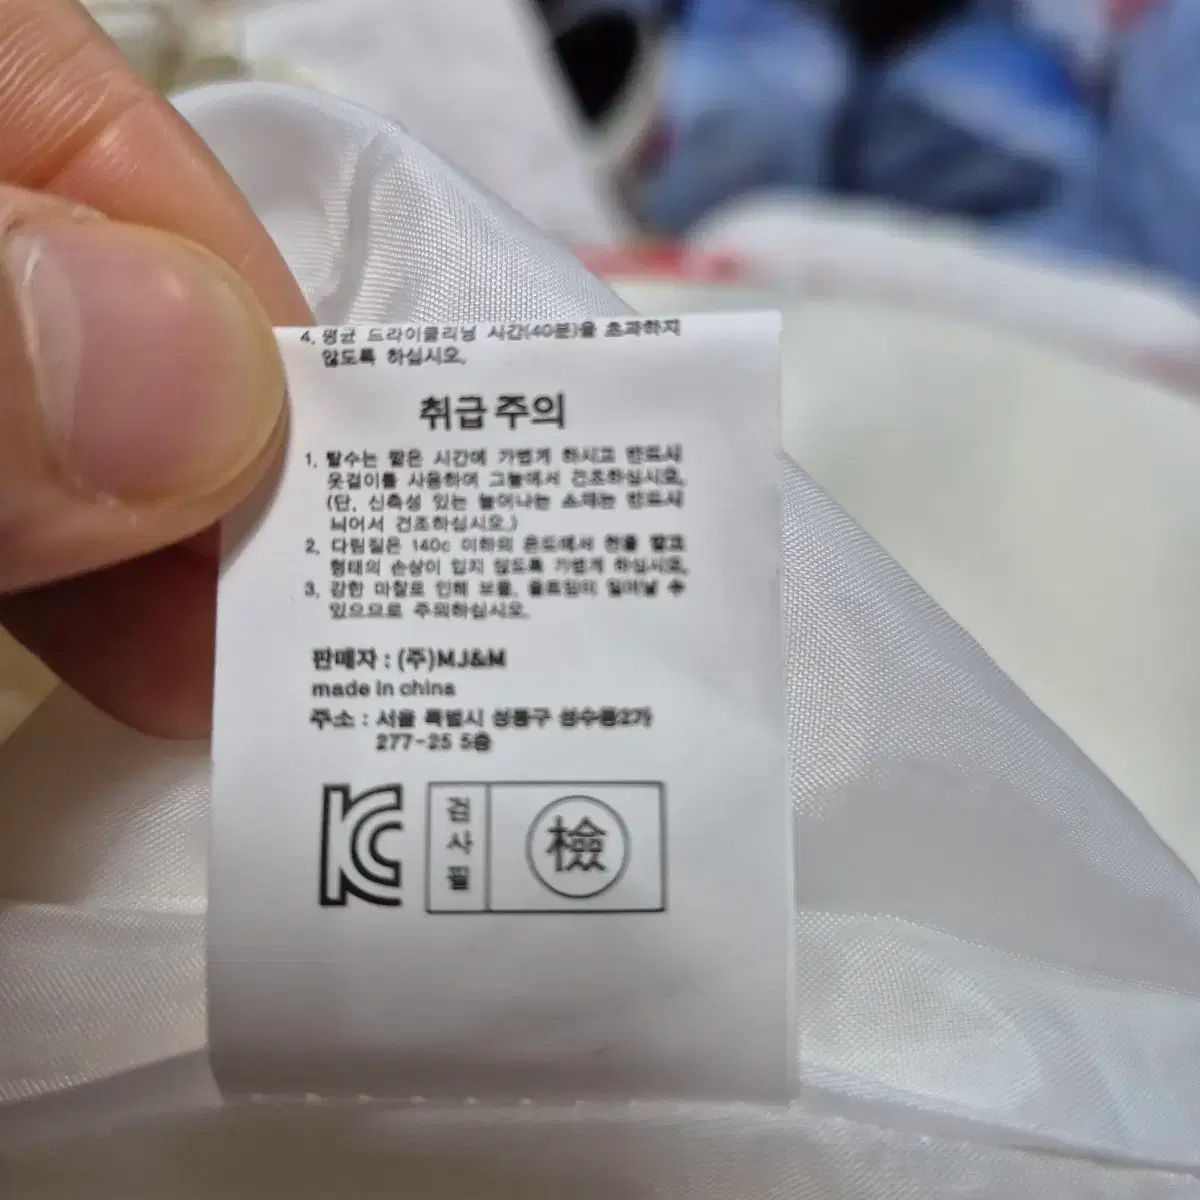 4. 평균 드라이클리닝 시간(40분)을 초과하지
않도록 하십시오.
취급 주의
1. 탈수는 짧은 시간에 가볍게 하시고 반드시
옷걸이를 사용하여 그늘에서 건조하십시오.
(단, 신축성 있는 늘어나는 소재는 반드시
뉘어서 건조하십시오.)
2. 다림질은 140c 이하의 온도에서 천을 깔고
형태의 손상이 입지 않도록 가볍게 하십시오.
3. 강한 마찰로 인해 보풀, 올트임이 일어날 수
있으므로 주의하십시오.
판매자 : (주)MJ&M
made in china
주소 : 서울 특별시 성동구 성수동2가
277-25 5층
KC
검사필
檢